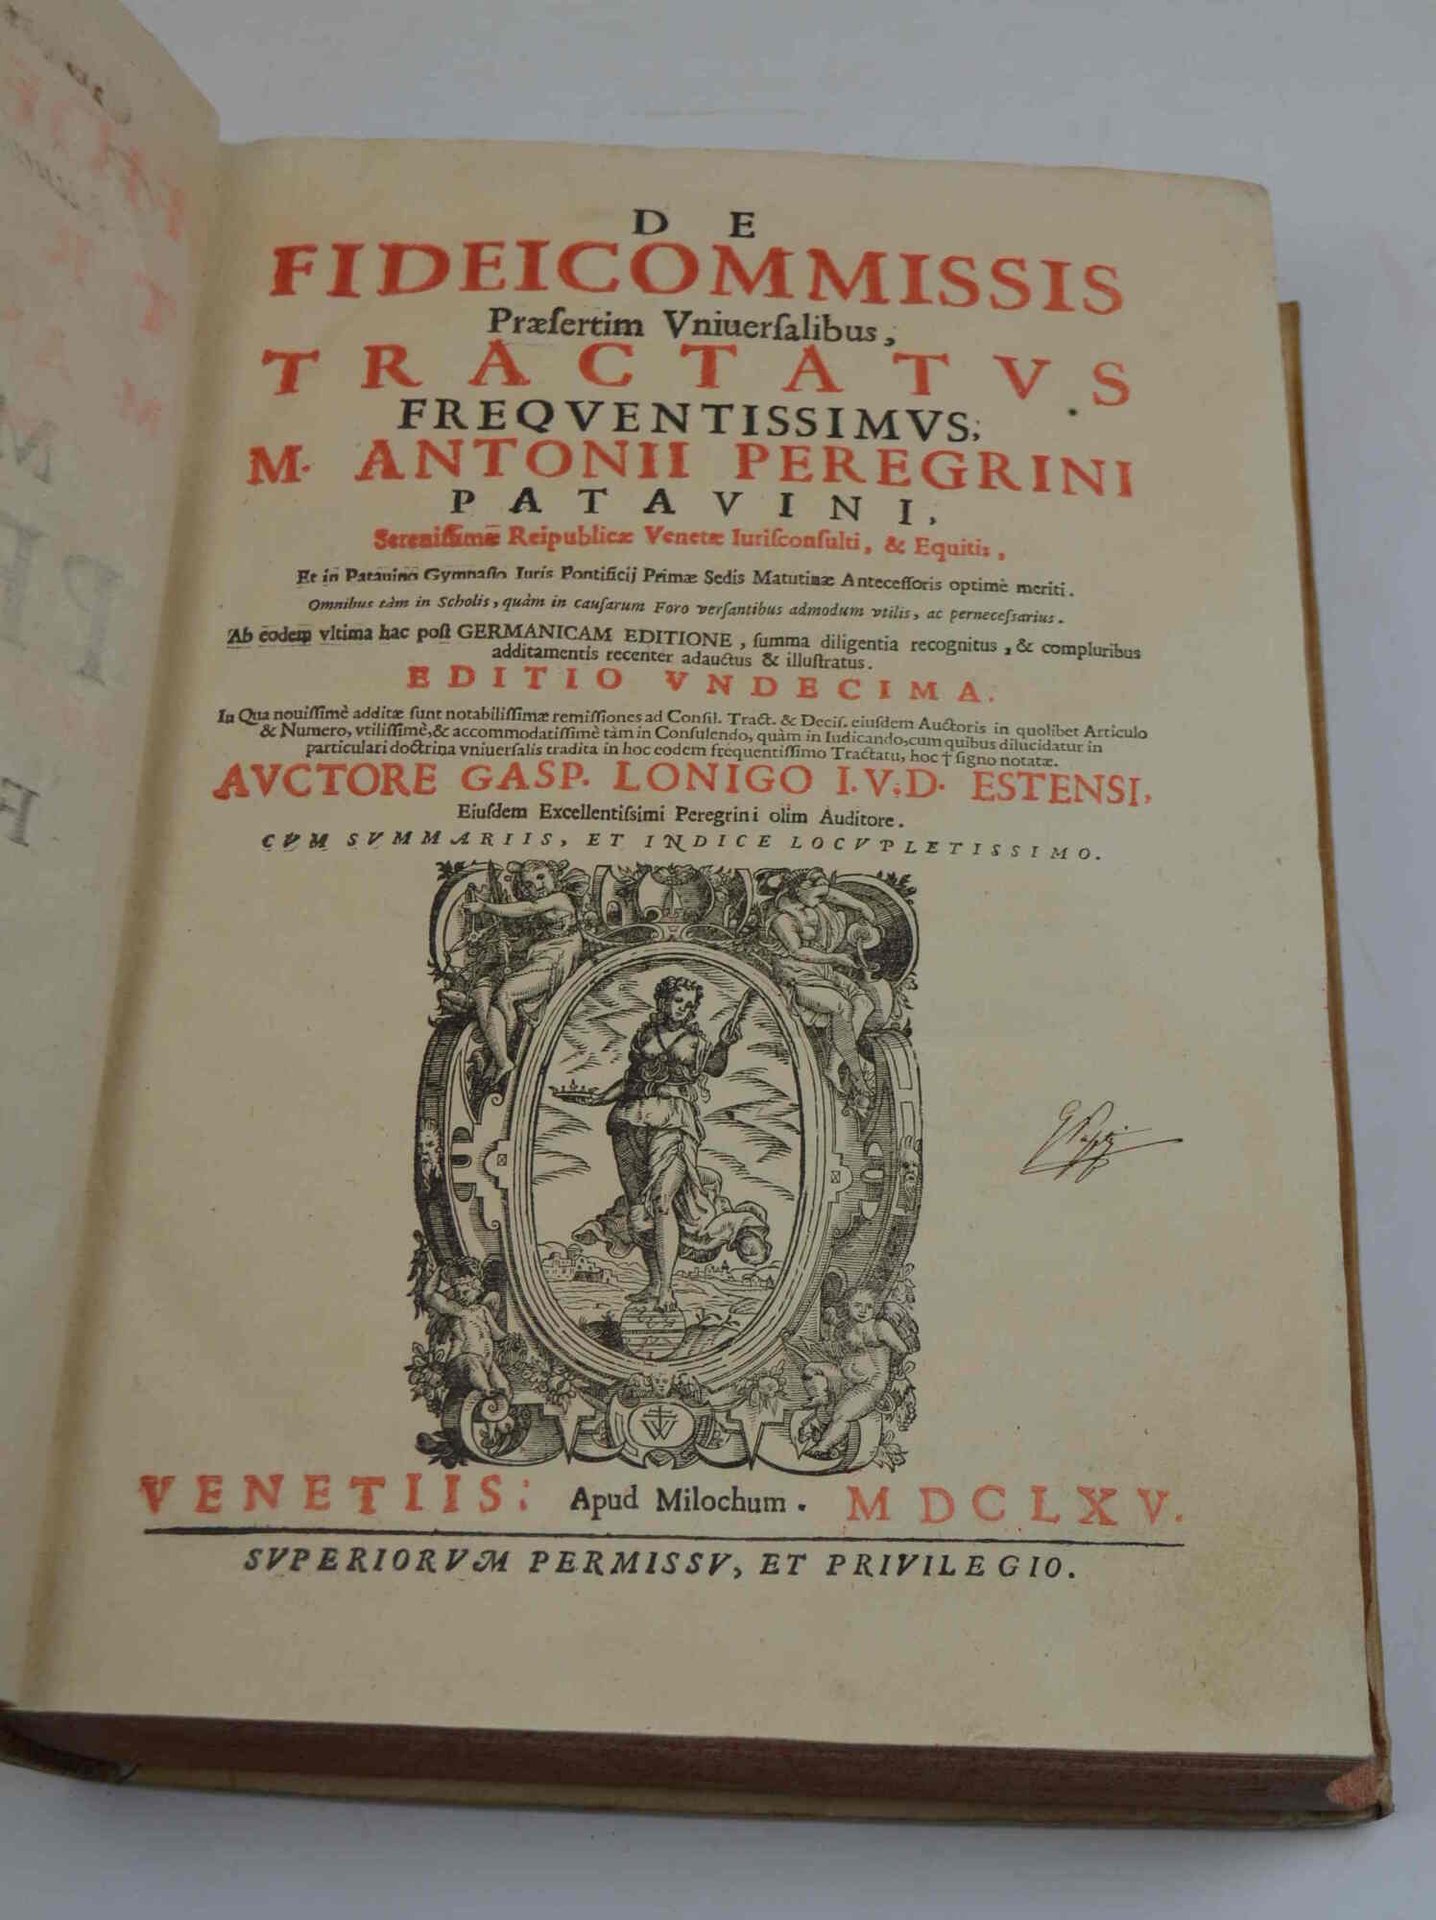 DE
FIDEICOMMISSIS
Præſertim Vniuerſalibus,
TRACTATVS
FREQVENTISSIMVS,
M. ANTONII PEREGRINI
PATAVINI,
Sereniſſimæ Reipublicæ Venetæ Iuriſconſulti, & Equitis,
Et in Patauino Gymnaſio Iuris Pontificij Primæ Sedis Matutinæ Anteceſſoris optimè meriti.
Omnibus tàm in Scholis, quàm in cauſarum Foro verſantibus admodum vtilis, ac perneceſsarius.
Ab eodem vltima hac poſt GERMANICAM EDITIONE, ſumma diligentia recognitus, & compluribus
additamentis recenter adauctus & illuſtratus.
EDITIO VNDECIMA.
In Qua nouiſſimè additæ ſunt notabiliſſimæ remiſſiones ad Conſil. Tract. & Deciſ. eiuſdem Auctoris in quolibet Articulo
& Numero, vtiliſſimè, & accommodatiſſimè tàm in Conſulendo, quàm in Iudicando, cum quibus dilucidatur in
particulari doctrina vniuerſalis tradita in hoc eodem frequentiſſimo Tractatu, hoc † ſigno notatæ.
AVCTORE GASP. LONIGO I.V.D. ESTENSI,
Eiuſdem Excellentiſsimi Peregrini olim Auditore.
CVM SVMMARIIS, ET INDICE LOCVPLETISSIMO.
VENETIIS: Apud Milochum. MDCLXV.
SVPERIORVM PERMISSV, ET PRIVILEGIO.